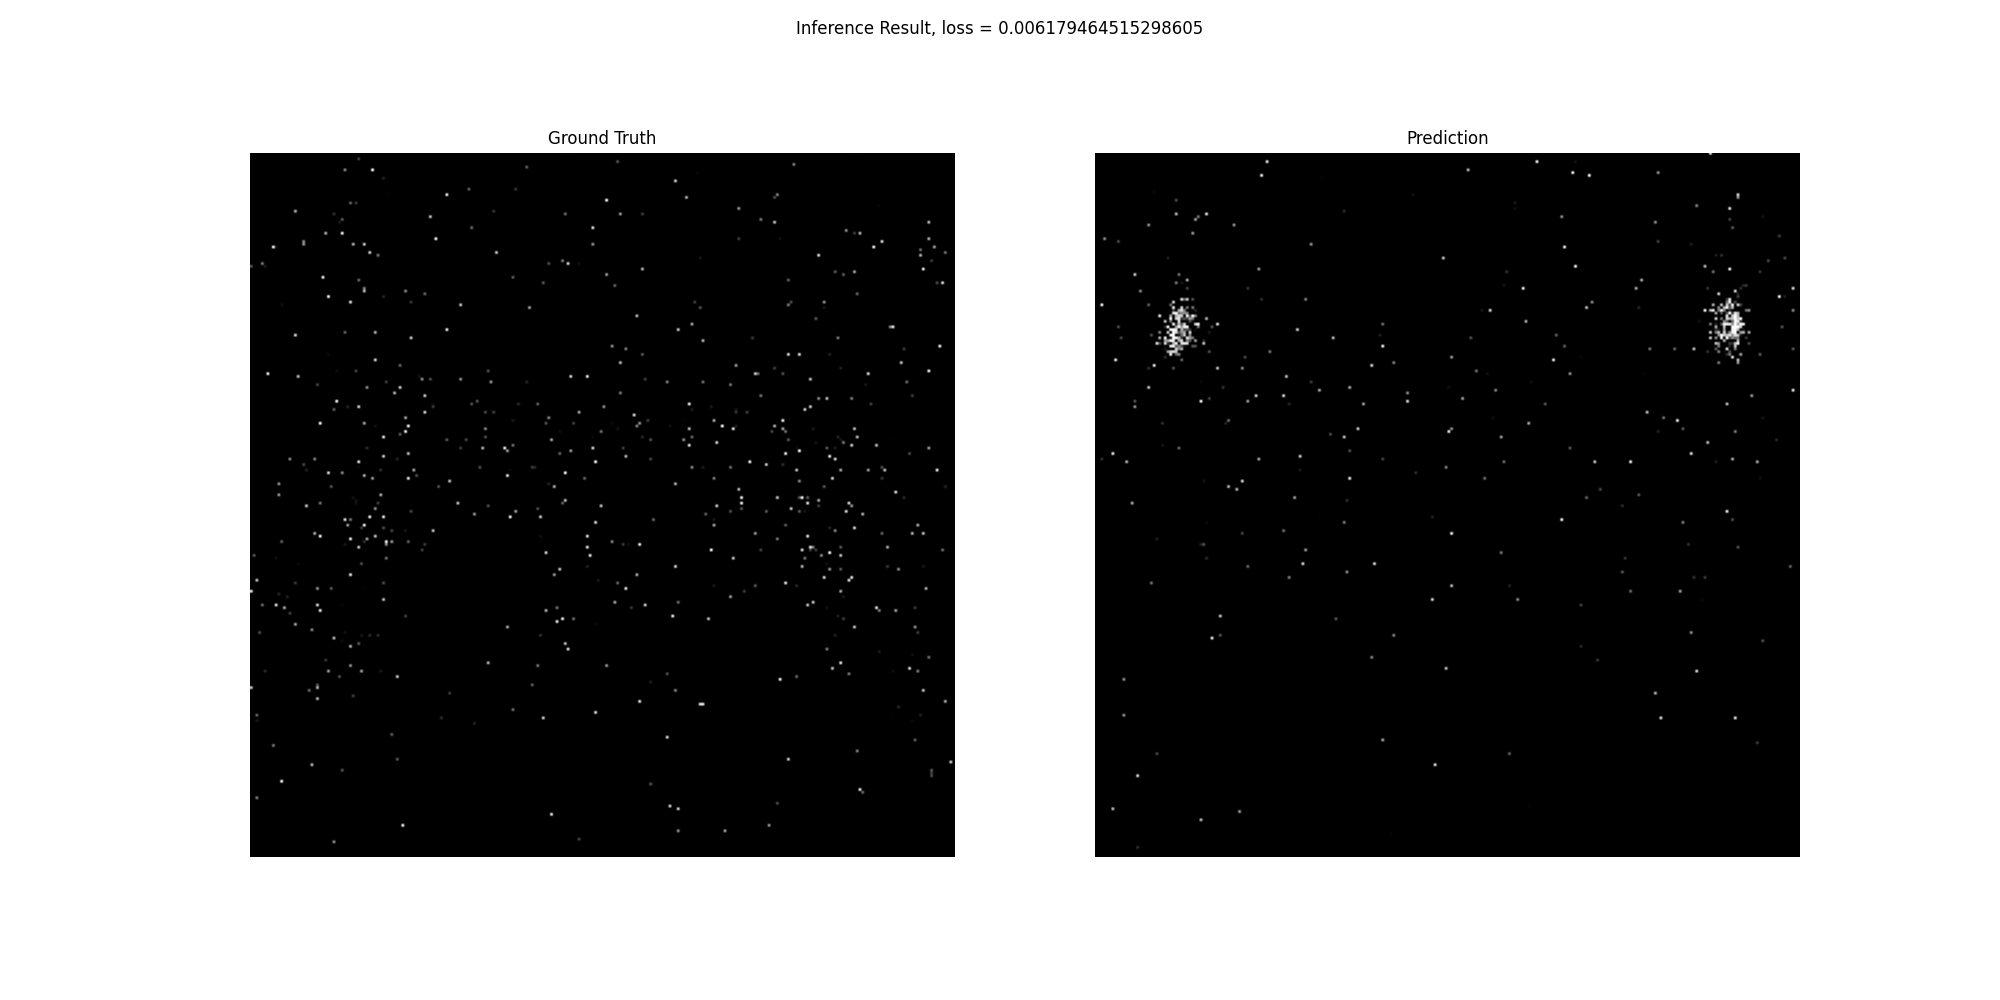 Inference Result, loss = 0.006179464515298605
Ground Truth
Prediction